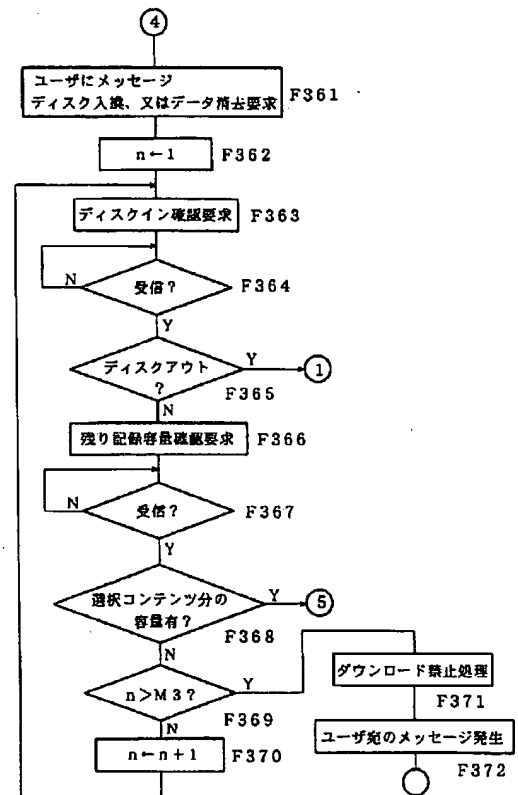 4
ユーザにメッセージ
ディスク入換、又はデータ消去要求
F361
n←1
F362
ディスクイン確認要求
F363
N
受信？
F364
Y
ディスクアウト
？
Y
1
F365
N
残り記録容量確認要求
F366
N
受信？
F367
Y
選択コンテンツ分の
容量有？
Y
5
F368
N
n>M3？
Y
F369
N
n←n+1
F370
ダウンロード禁止処理
F371
ユーザ宛のメッセージ発生
F372